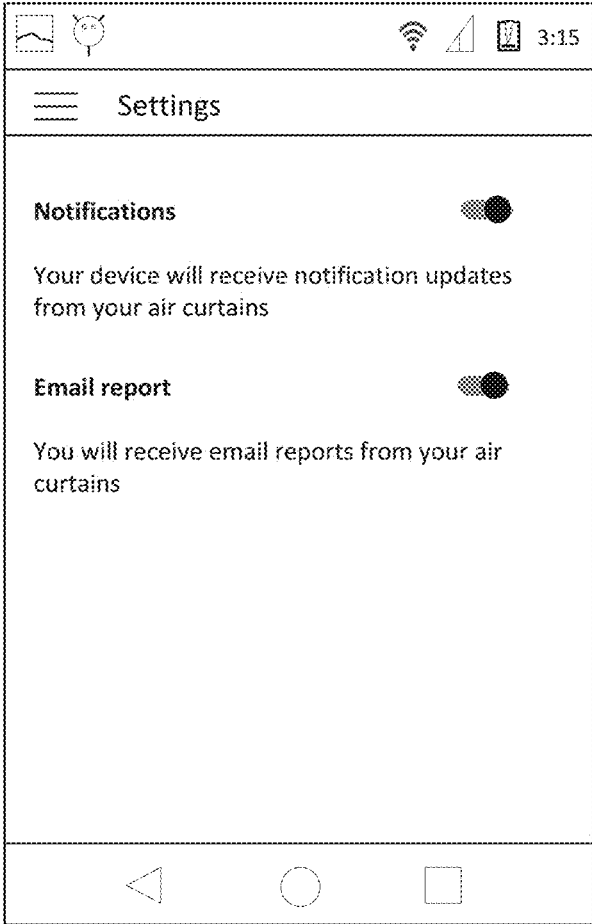 3:15
Settings
Notifications
Your device will receive notification updates
from your air curtains
Email report
You will receive email reports from your air
curtains